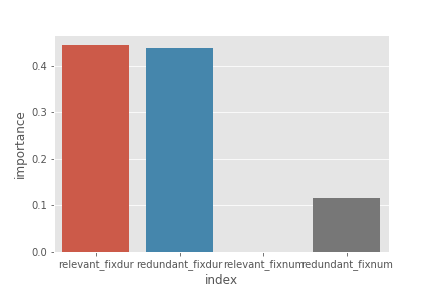 importance
0.4
0.3
0.2
0.1
0.0
relevant_fixdur redundant_fixdur relevant_fixnum redundant_fixnum
index